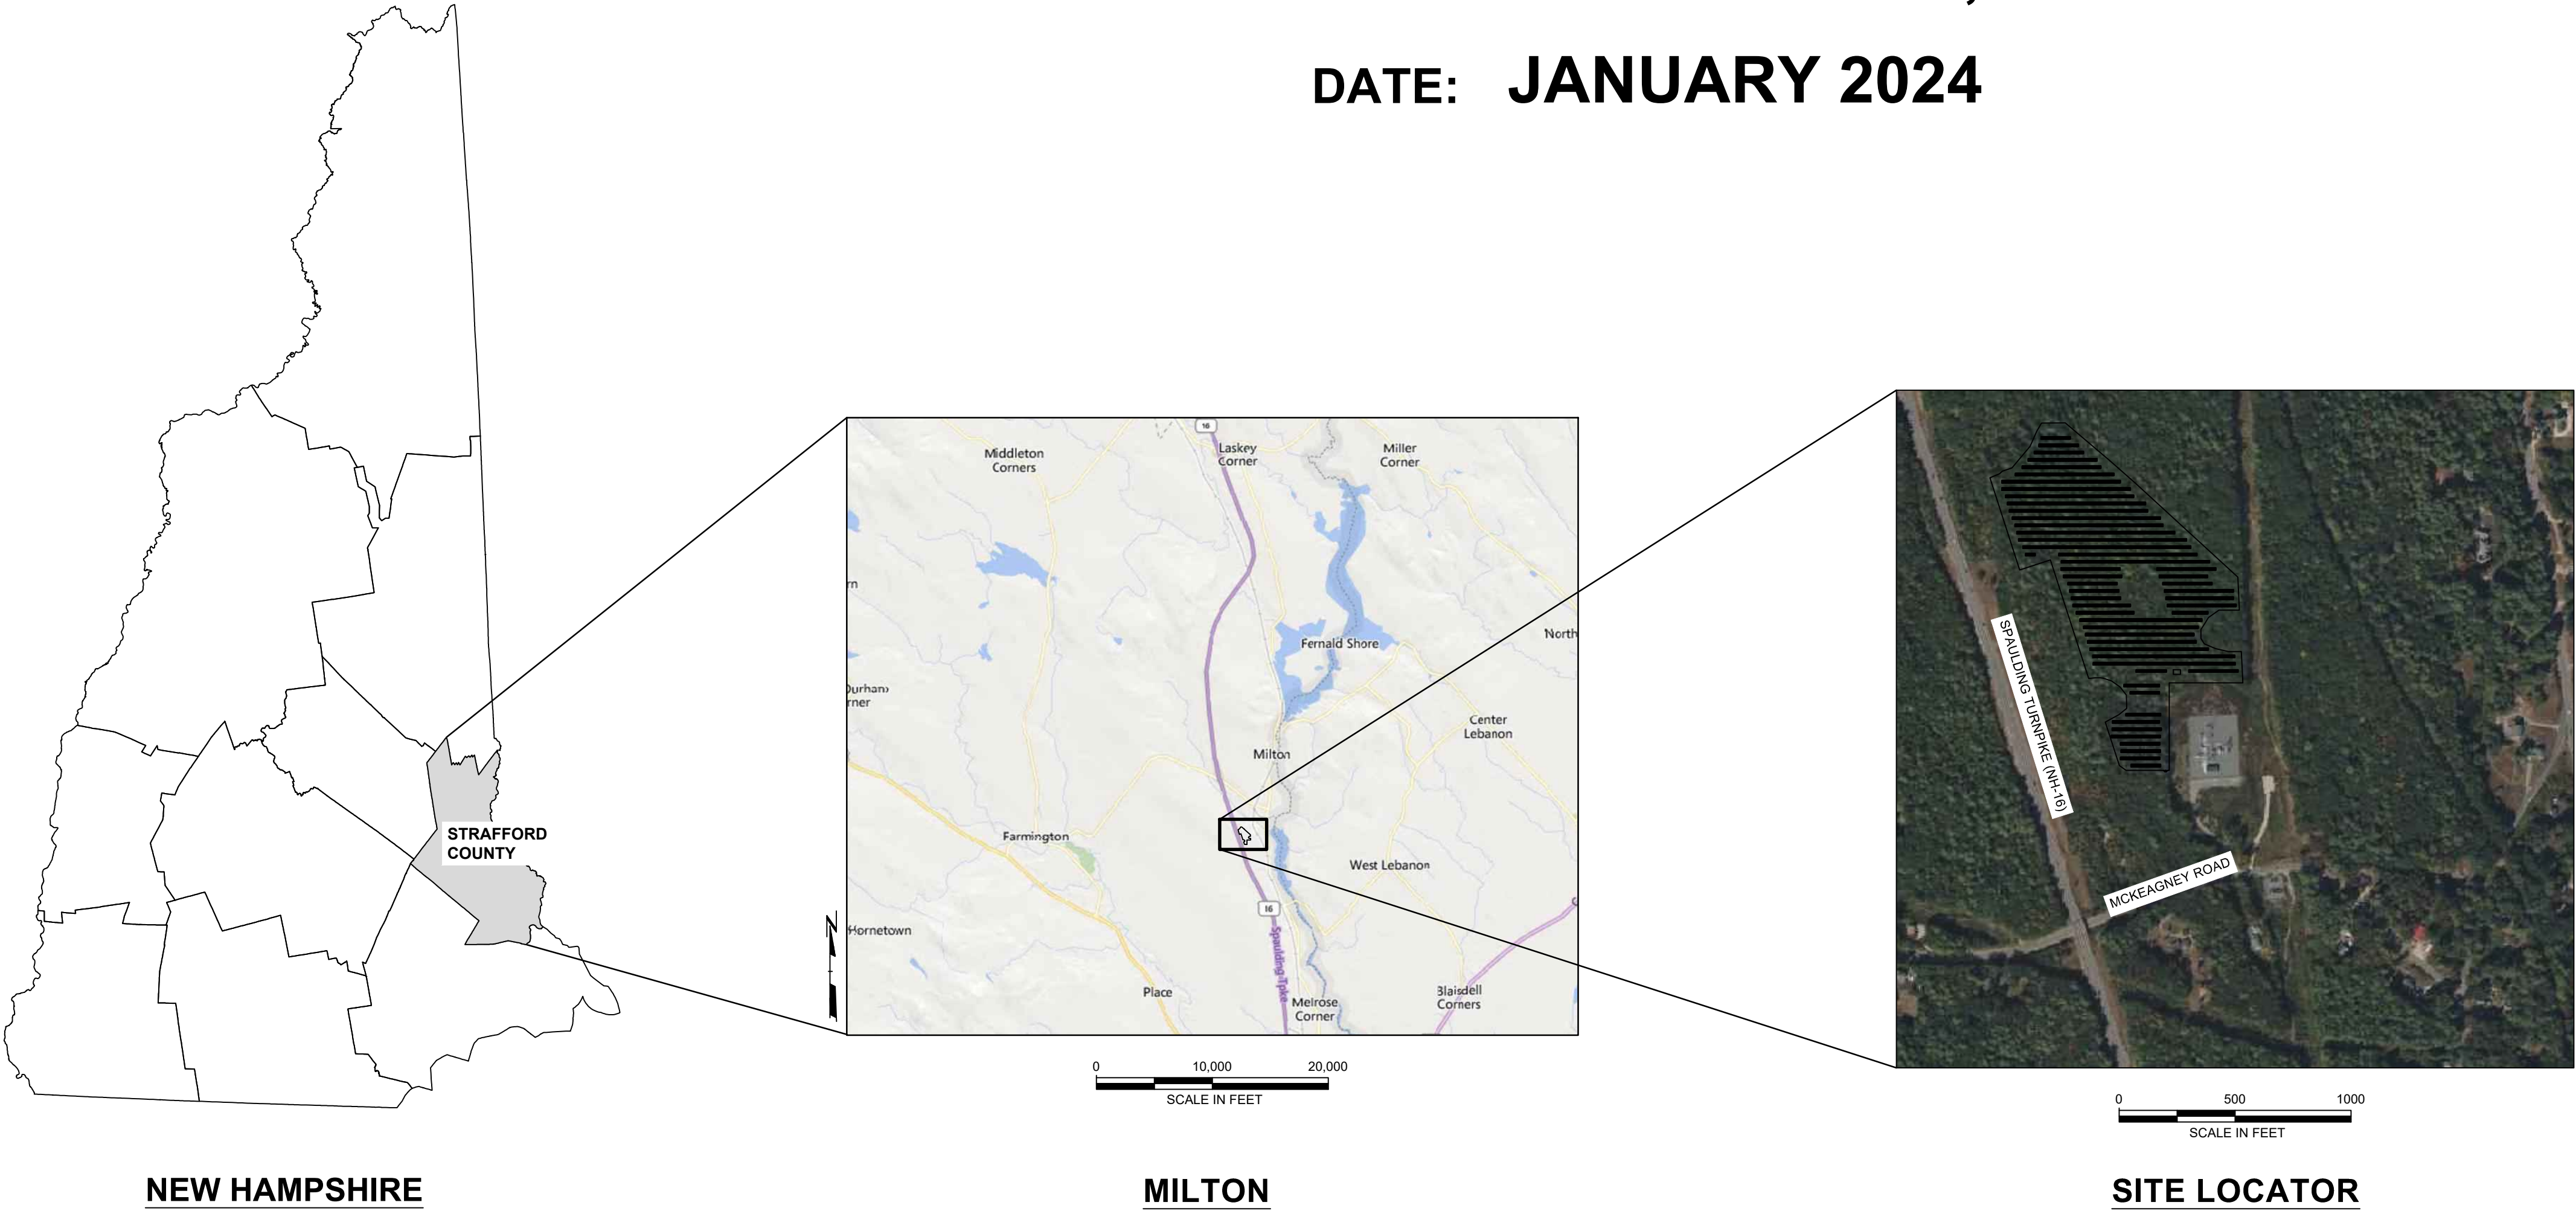 DATE: JANUARY 2024
16
Laskey
Corner
Middleton
Corners
Miller
Corner
Fernald Shore
North
Center
Lebanon
Milton
Farmington
West Lebanon
16
Hornetown
Spaulding Tpke
Place
Melrose
Corner
Blaisdell
Corners
STRAFFORD
COUNTY
N
0 10,000 20,000
SCALE IN FEET
SPAULDING TURNPIKE (NH-16)
MCKEAGNEY ROAD
0 500 1000
SCALE IN FEET
NEW HAMPSHIRE
MILTON
SITE LOCATOR